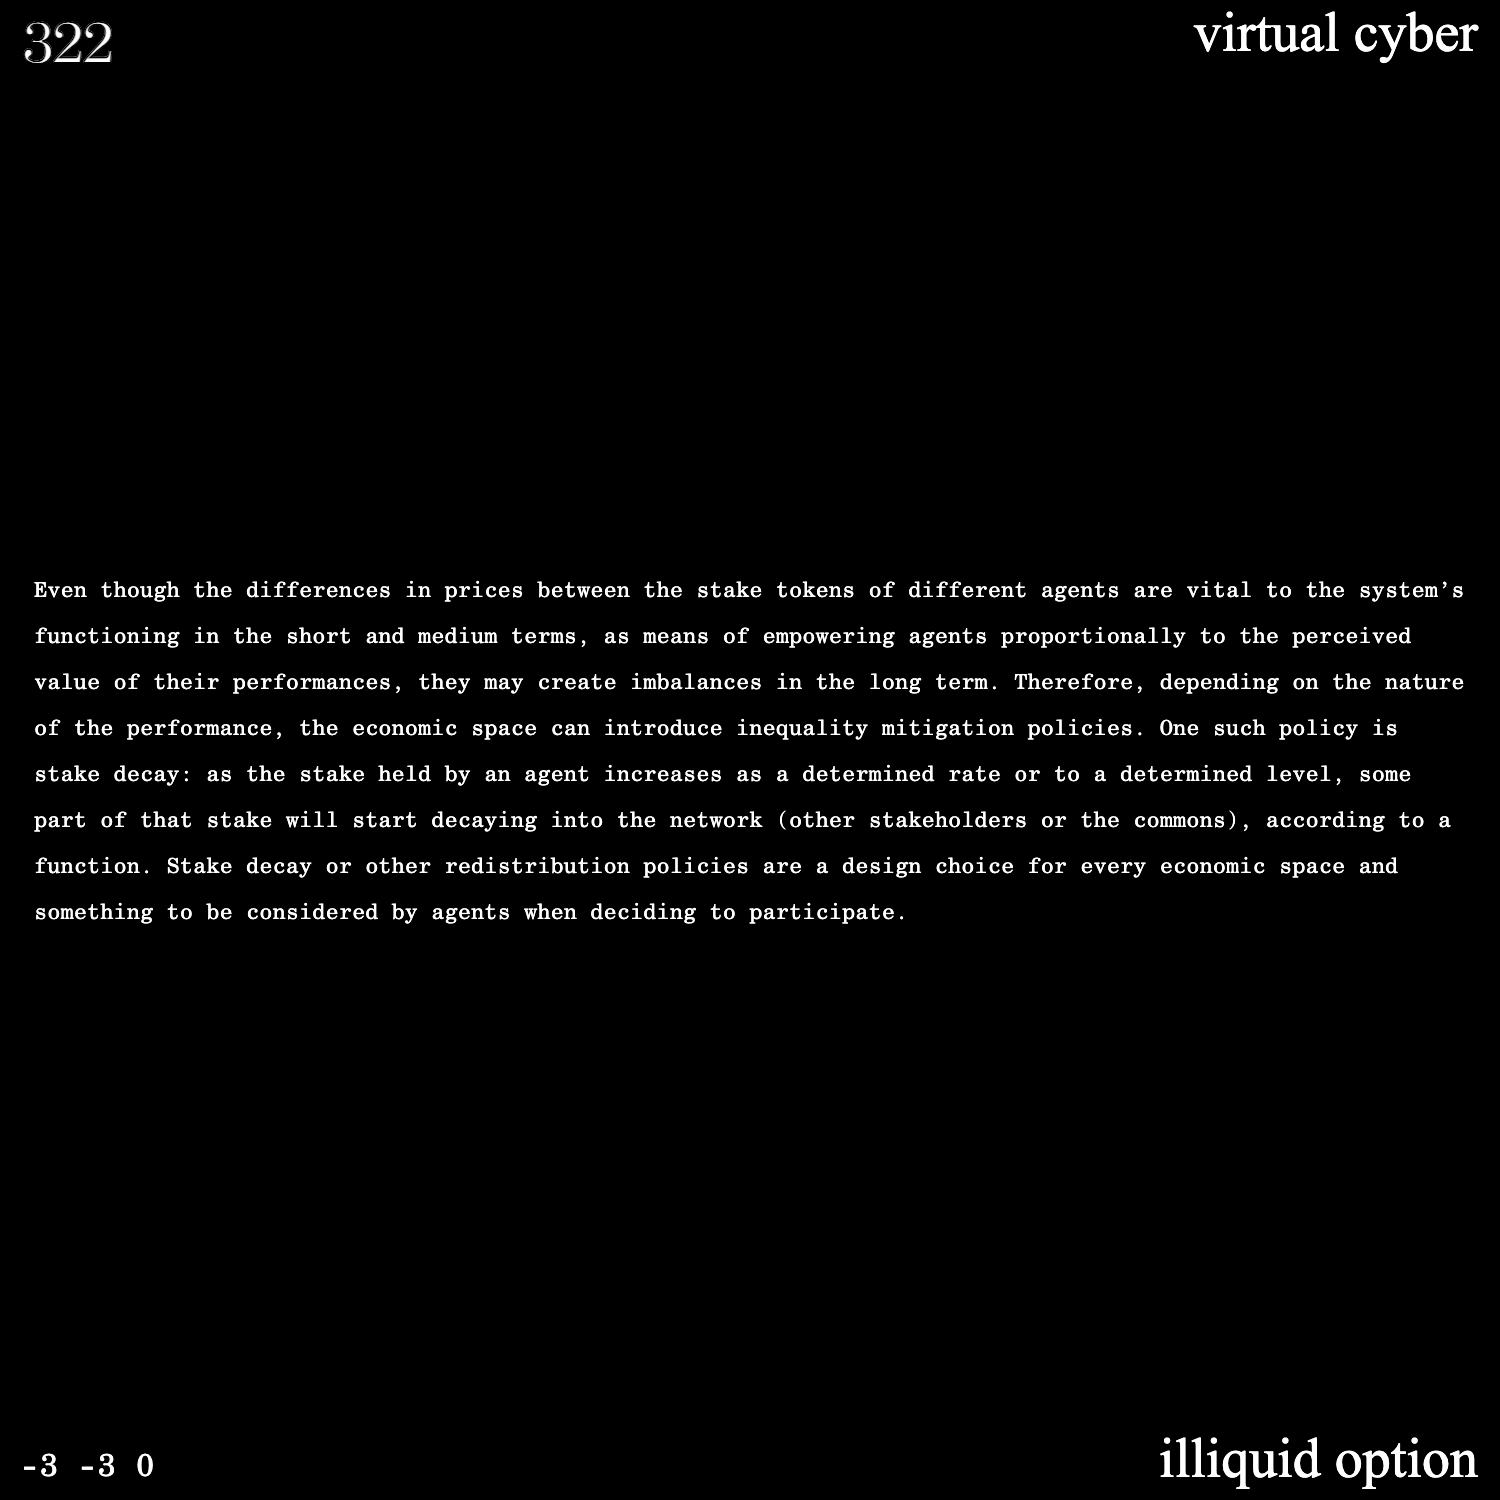 322
virtual cyber
Even though the differences in prices between the stake tokens of different agents are vital to the system’s
functioning in the short and medium terms, as means of empowering agents proportionally to the perceived
value of their performances, they may create imbalances in the long term. Therefore, depending on the nature
of the performance, the economic space can introduce inequality mitigation policies. One such policy is
stake decay: as the stake held by an agent increases as a determined rate or to a determined level, some
part of that stake will start decaying into the network (other stakeholders or the commons), according to a
function. Stake decay or other redistribution policies are a design choice for every economic space and
something to be considered by agents when deciding to participate.
-3 -3 0
illiquid option